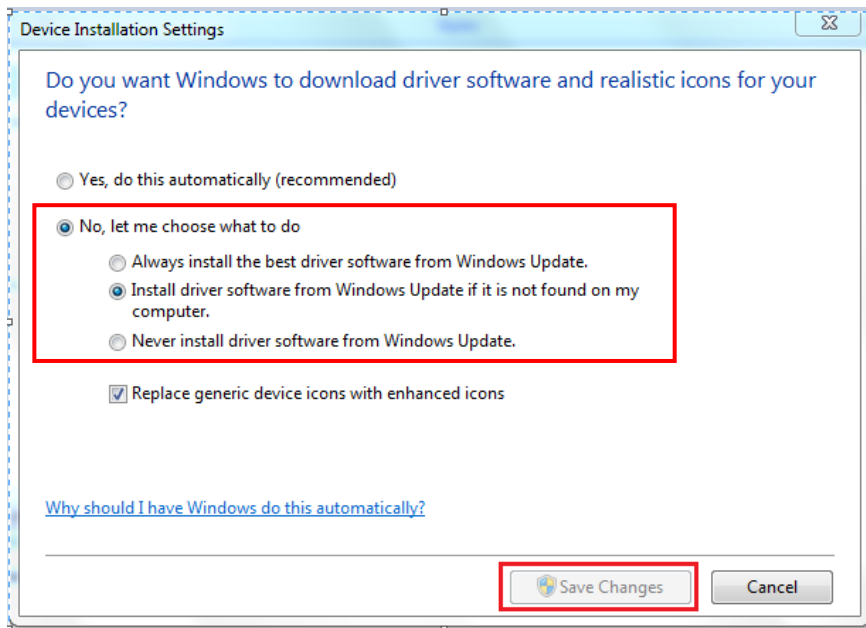 Device Installation Settings
Do you want Windows to download driver software and realistic icons for your
devices?
Yes, do this automatically (recommended)
No, let me choose what to do
Always install the best driver software from Windows Update.
Install driver software from Windows Update if it is not found on my
computer.
Never install driver software from Windows Update.
Replace generic device icons with enhanced icons
Why should I have Windows do this automatically?
Save Changes
Cancel